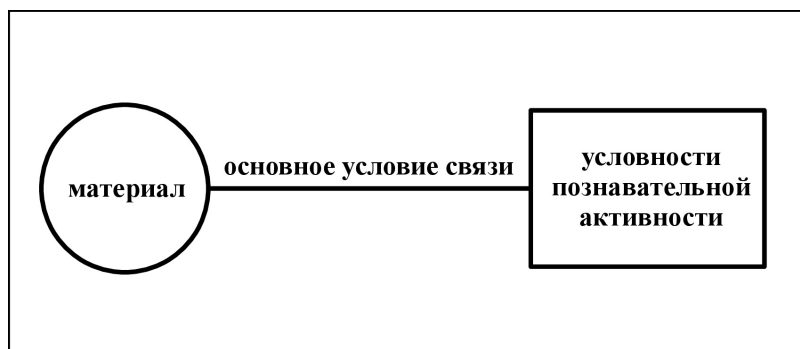 материал
основное условие связи
условности
познавательной
активности